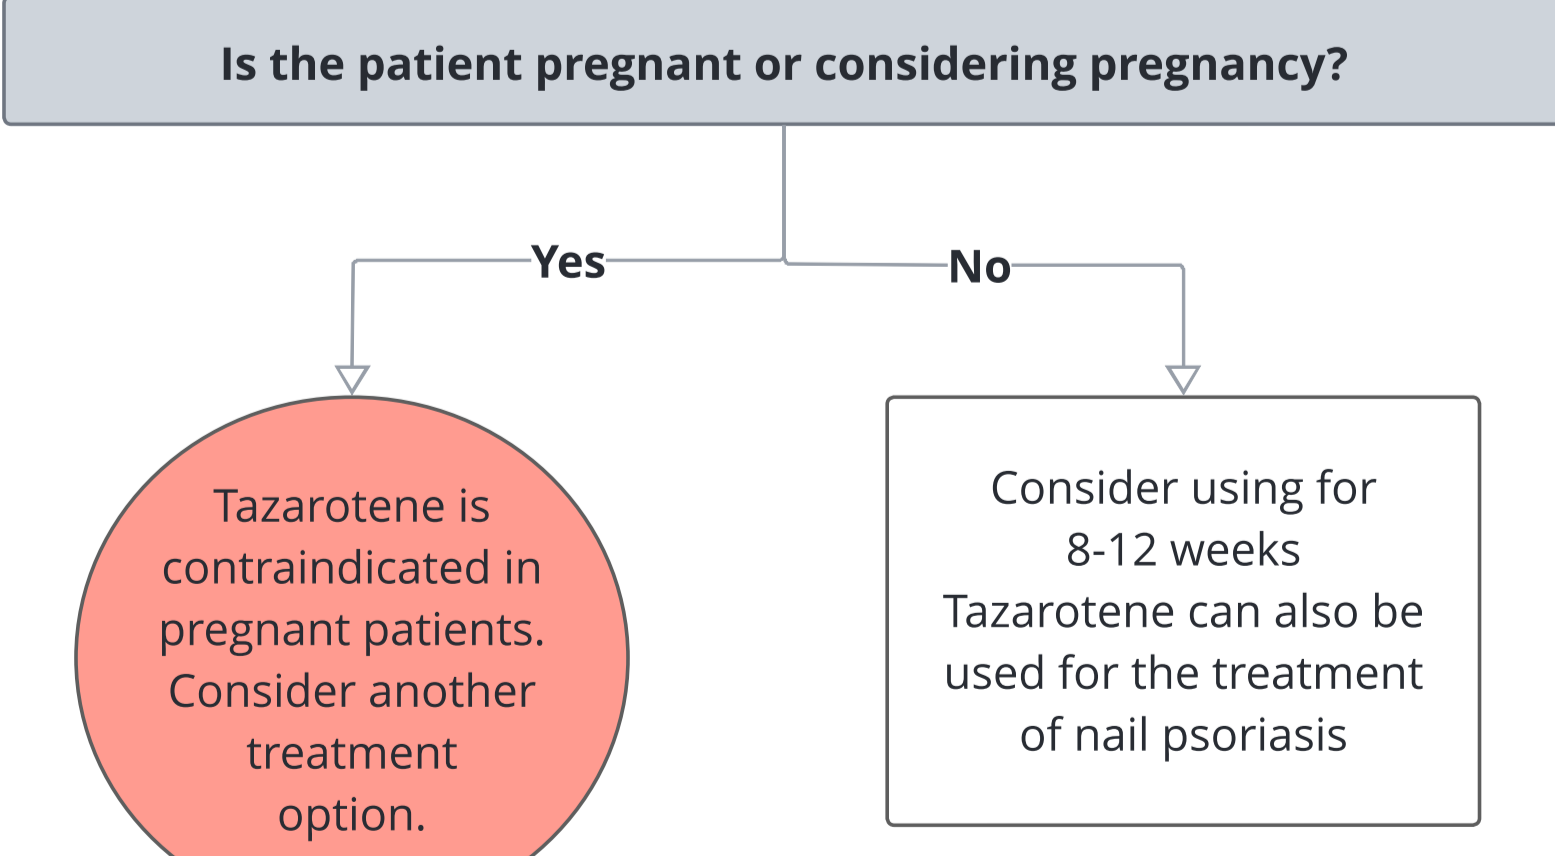 Is the patient pregnant or considering pregnancy?
Yes
No
Tazarotene is
contraindicated in
pregnant patients.
Consider another
treatment
option.
Consider using for
8-12 weeks
Tazarotene can also be
used for the treatment
of nail psoriasis